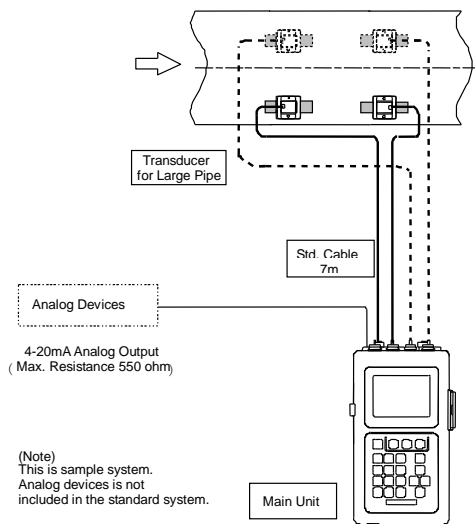 Transducer
for Large Pipe
Std. Cable
7m
Analog Devices
4-20mA Analog Output
( Max. Resistance 550 ohm)
(Note)
This is sample system.
Analog devices is not
included in the standard system.
Main Unit